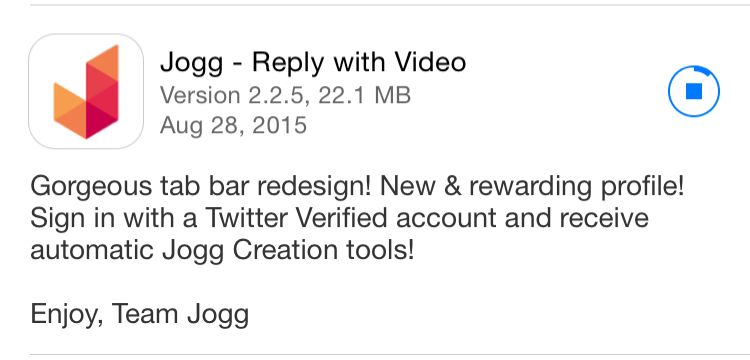 Jogg - Reply with Video
Version 2.2.5, 22.1 MB
Aug 28, 2015
Gorgeous tab bar redesign! New & rewarding profile!
Sign in with a Twitter Verified account and receive
automatic Jogg Creation tools!
Enjoy, Team Jogg